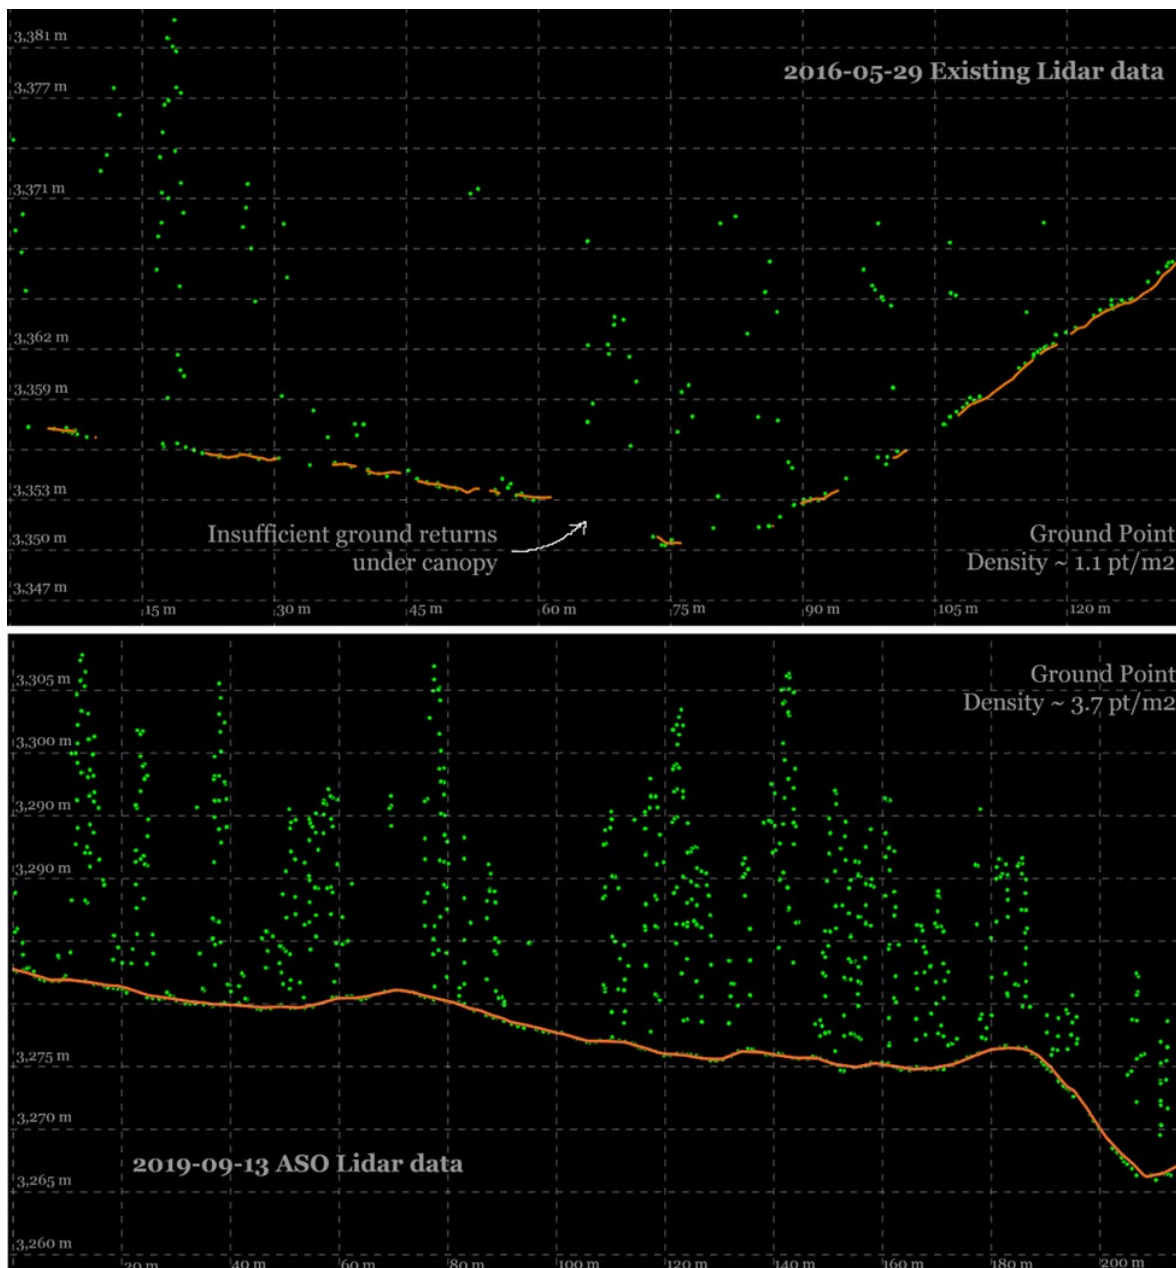 3,381 m
2016-05-29 Existing Lidar data
3,377 m
3,371 m
3,362 m
3,359 m
3,353 m
Insufficient ground returns
under canopy
3,350 m
Ground Point
Density ~ 1.1 pt/m2
3,347 m
15 m 30 m 45 m 60 m 75 m 90 m 105 m 120 m
Ground Point
Density ~ 3.7 pt/m2
3,305 m
3,300 m
3,290 m
3,290 m
3,275 m
3,270 m
2019-09-13 ASO Lidar data
3,265 m
3,260 m
20 m 40 m 60 m 80 m 100 m 120 m 140 m 160 m 180 m 200 m